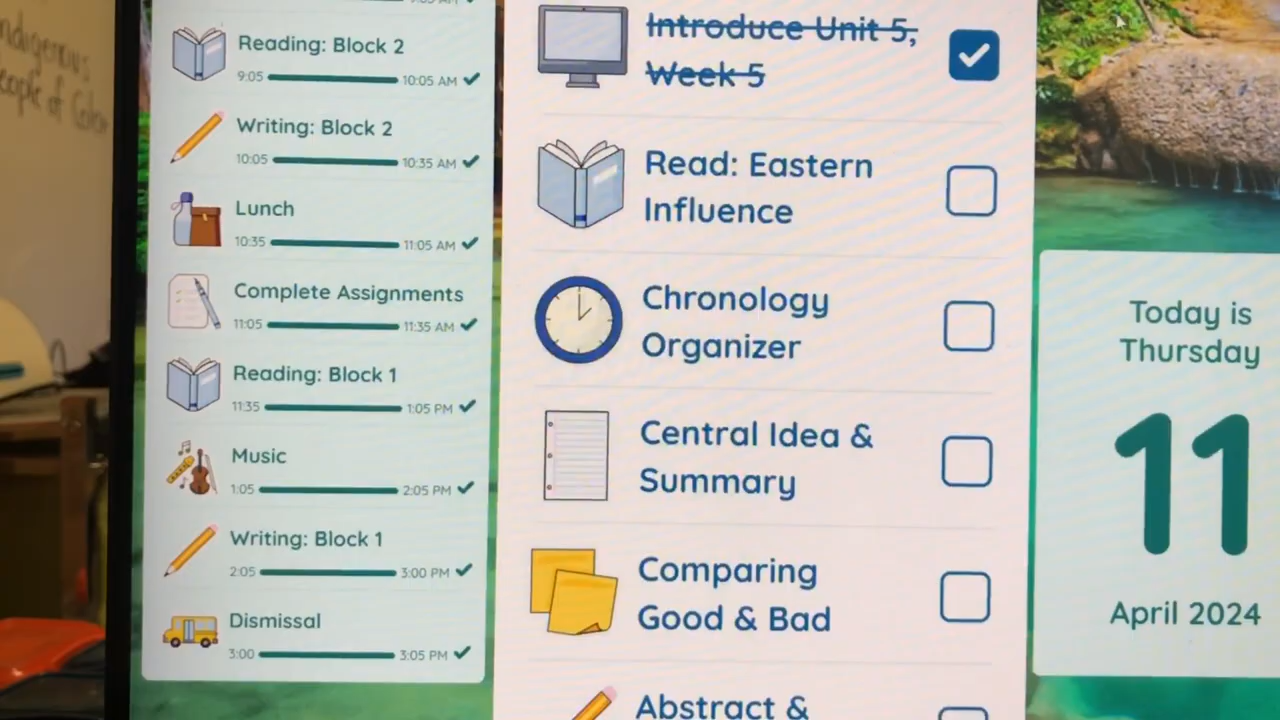 Indigenous
People of Color
Reading: Block 2
9:05 10:05 AM
Writing: Block 2
10:05 10:35 AM
Lunch
10:35 11:05 AM
Complete Assignments
11:05 11:35 AM
Reading: Block 1
11:35 1:05 PM
Music
1:05 2:05 PM
Writing: Block 1
2:05 3:00 PM
Dismissal
3:00 3:05 PM
Introduce Unit 5,
Week 5
Read: Eastern
Influence
Chronology
Organizer
Central Idea &
Summary
Comparing
Good & Bad
Abstract &
Today is
Thursday
11
April 2024